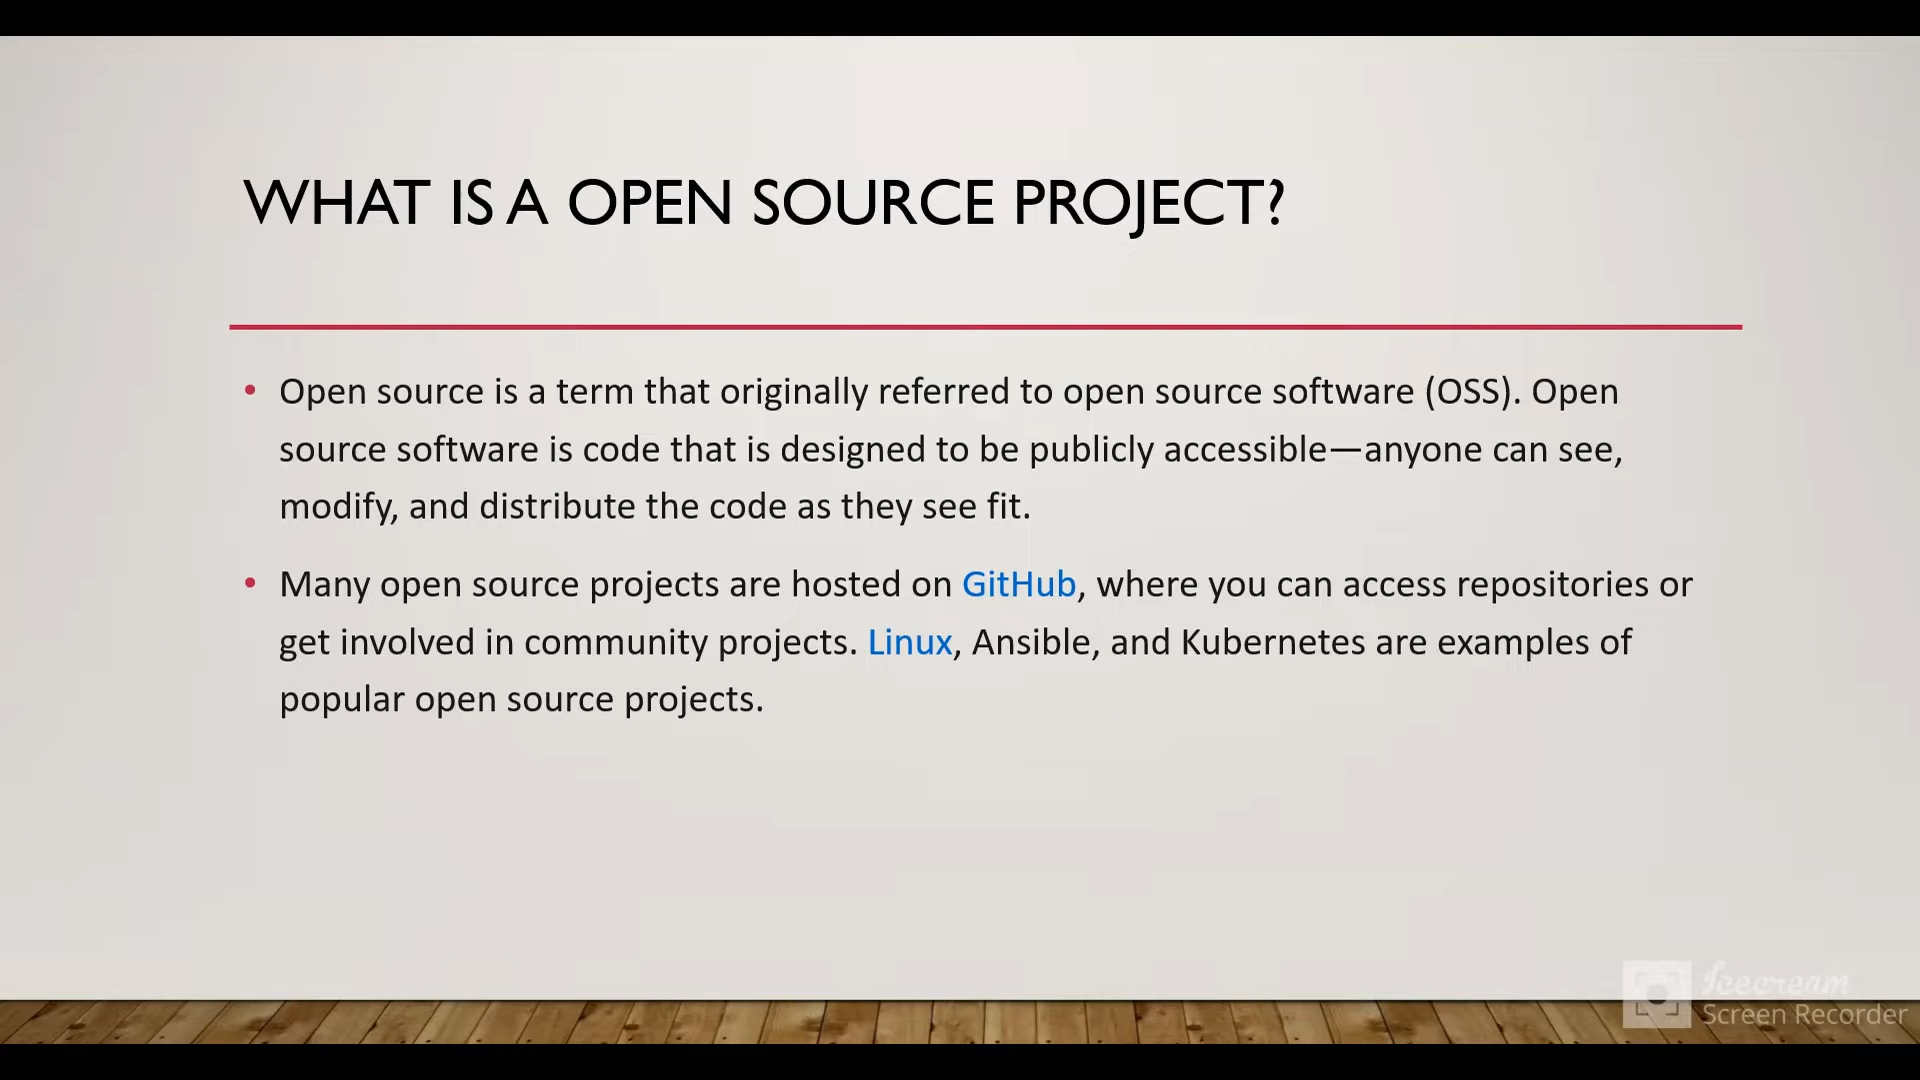 WHAT IS A OPEN SOURCE PROJECT?
• Open source is a term that originally referred to open source software (OSS). Open
source software is code that is designed to be publicly accessible—anyone can see,
modify, and distribute the code as they see fit.
• Many open source projects are hosted on GitHub, where you can access repositories or
get involved in community projects. Linux, Ansible, and Kubernetes are examples of
popular open source projects.
Icecream
Screen Recorder